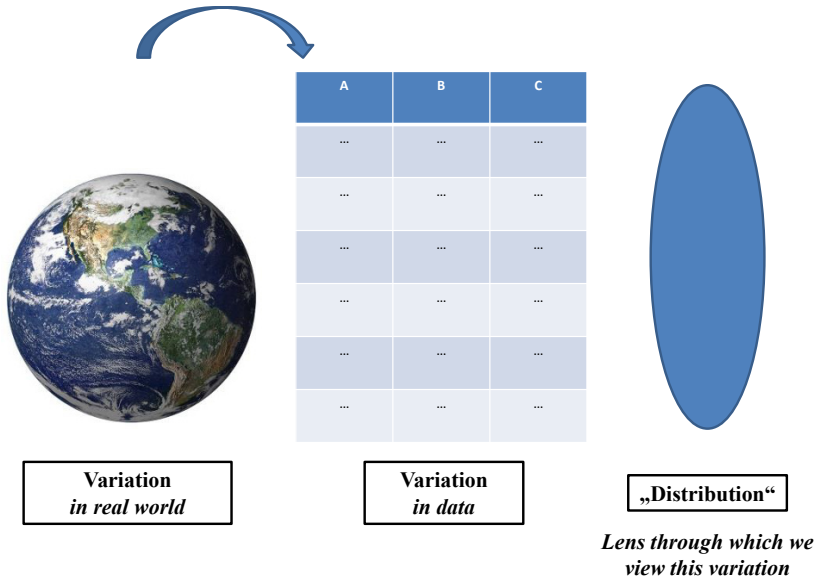 A B C
... ... ...
... ... ...
... ... ...
... ... ...
... ... ...
... ... ...
Variation
in real world
Variation
in data
„Distribution“
Lens through which we
view this variation